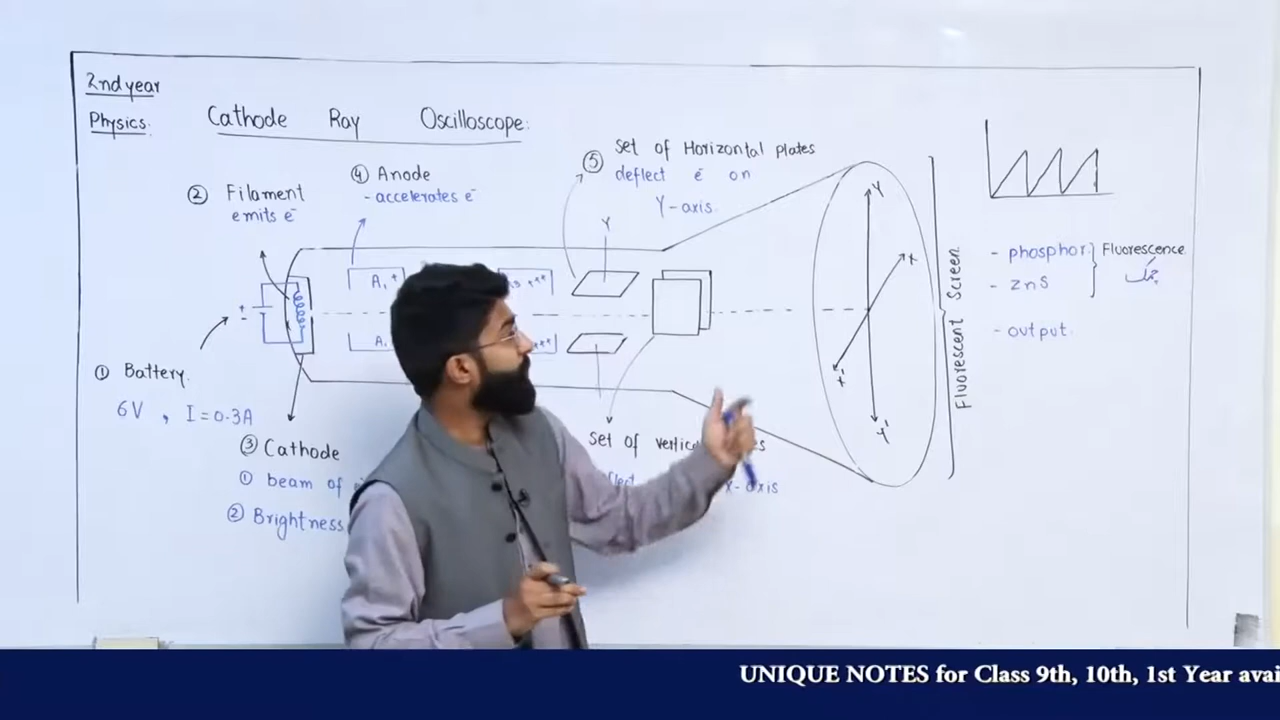 2nd year
Physics.
Cathode Ray Oscilloscope:
② Filament
emits e⁻
④ Anode
- accelerates e⁻
⑤ Set of Horizontal plates
deflect e⁻ on
Y-axis.
Y
A₁ +
+++
A₁
+ -
① Battery.
6V , I = 0.3A
③ Cathode
① beam of
② Brightness
Set of
x-axis
Y
X
X'
Y'
Fluorescent Screen
- phosphor
- ZnS
Fluorescence
- output.
UNIQUE NOTES for Class 9th, 10th, 1st Year avai